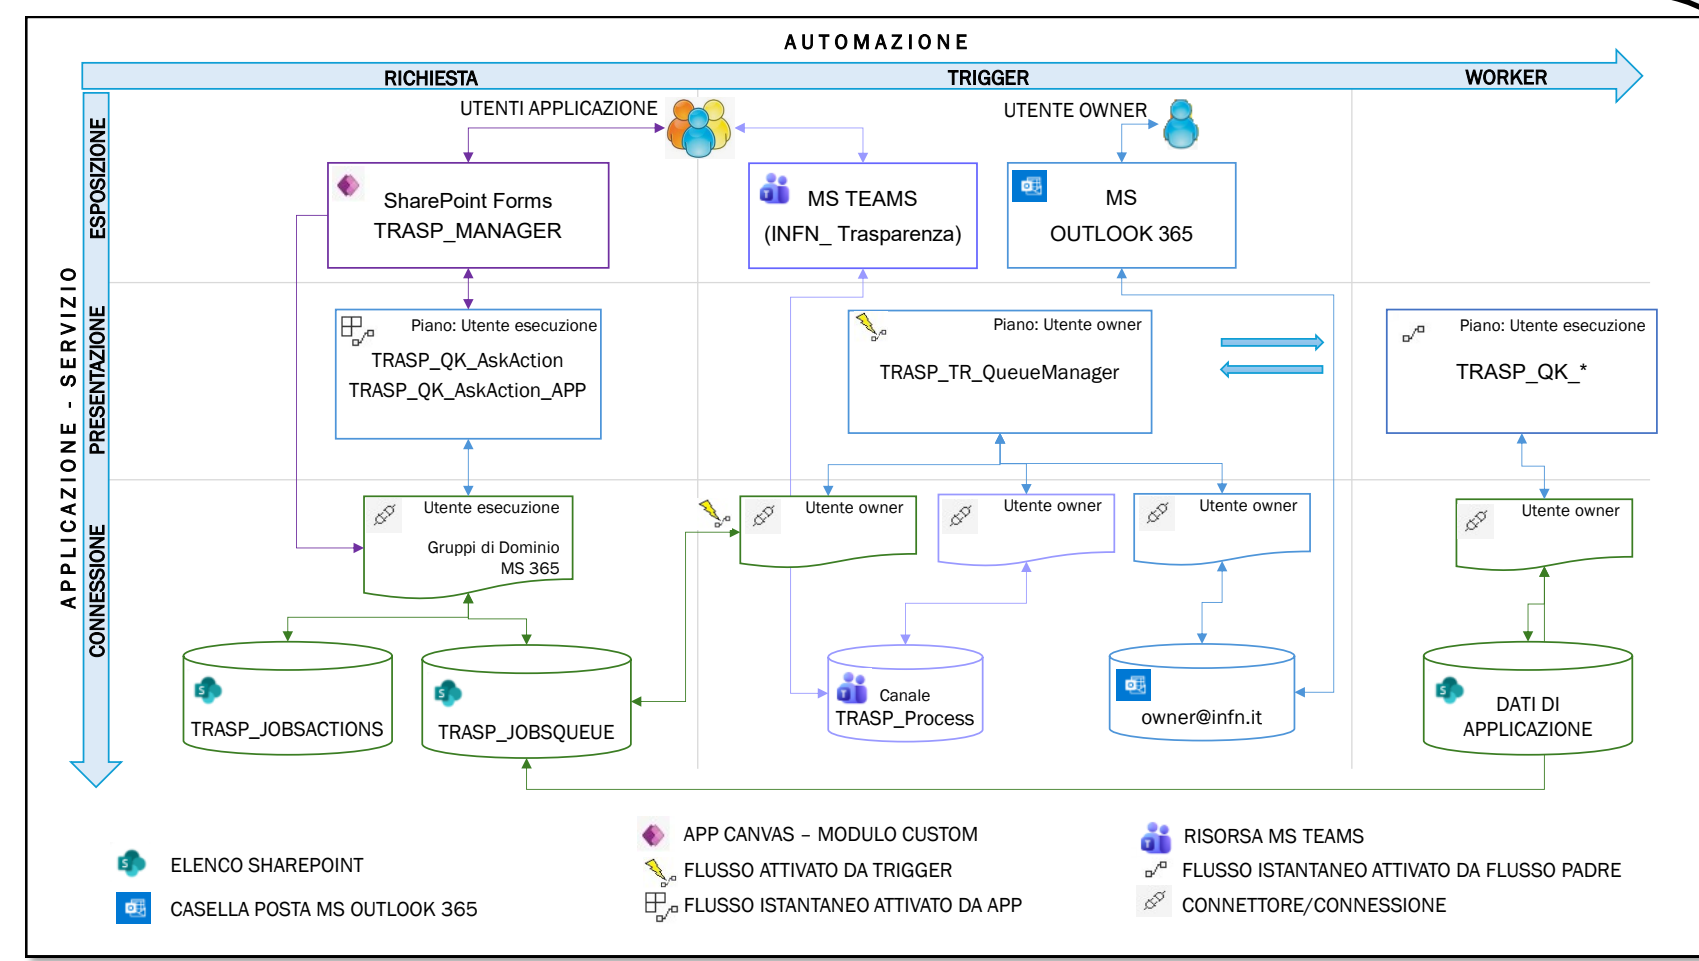 AUTOMAZIONE
RICHIESTA
TRIGGER
WORKER
APPLICAZIONE - SERVIZIO
ESPOSIZIONE
PRESENTAZIONE
CONNESSIONE
UTENTI APPLICAZIONE
UTENTE OWNER
SharePoint Forms
TRASP_MANAGER
MS TEAMS
(INFN_ Trasparenza)
MS
OUTLOOK 365
Piano: Utente esecuzione
TRASP_QK_AskAction
TRASP_QK_AskAction_APP
Piano: Utente owner
TRASP_TR_QueueManager
Piano: Utente esecuzione
TRASP_QK_*
Utente esecuzione
Gruppi di Dominio
MS 365
Utente owner
Utente owner
Utente owner
Utente owner
TRASP_JOBSACTIONS
TRASP_JOBSQUEUE
Canale
TRASP_Process
owner@infn.it
DATI DI
APPLICAZIONE
ELENCO SHAREPOINT
CASELLA POSTA MS OUTLOOK 365
APP CANVAS – MODULO CUSTOM
FLUSSO ATTIVATO DA TRIGGER
FLUSSO ISTANTANEO ATTIVATO DA APP
RISORSA MS TEAMS
FLUSSO ISTANTANEO ATTIVATO DA FLUSSO PADRE
CONNETTORE/CONNESSIONE